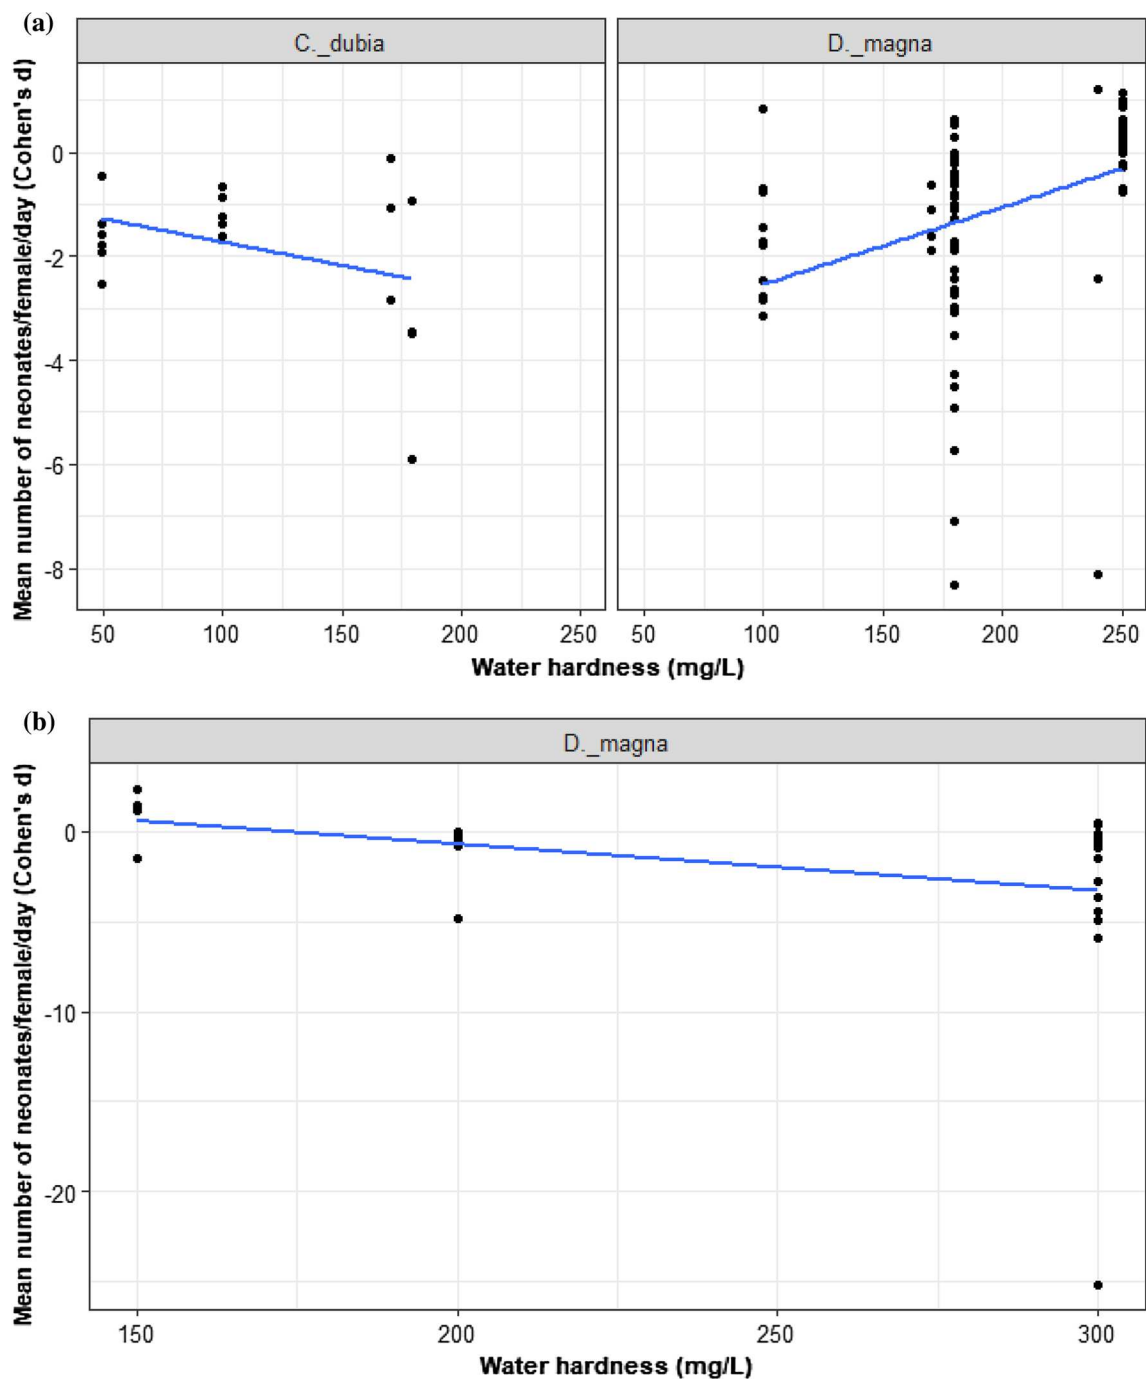 (a)
C._dubia
D._magna
Mean number of neonates/female/day (Cohen's d)
0
-2
-4
-6
-8
50 100 150 200 250
50 100 150 200 250
Water hardness (mg/L)
(b)
D._magna
Mean number of neonates/female/day (Cohen's d)
0
-10
-20
150 200 250 300
Water hardness (mg/L)